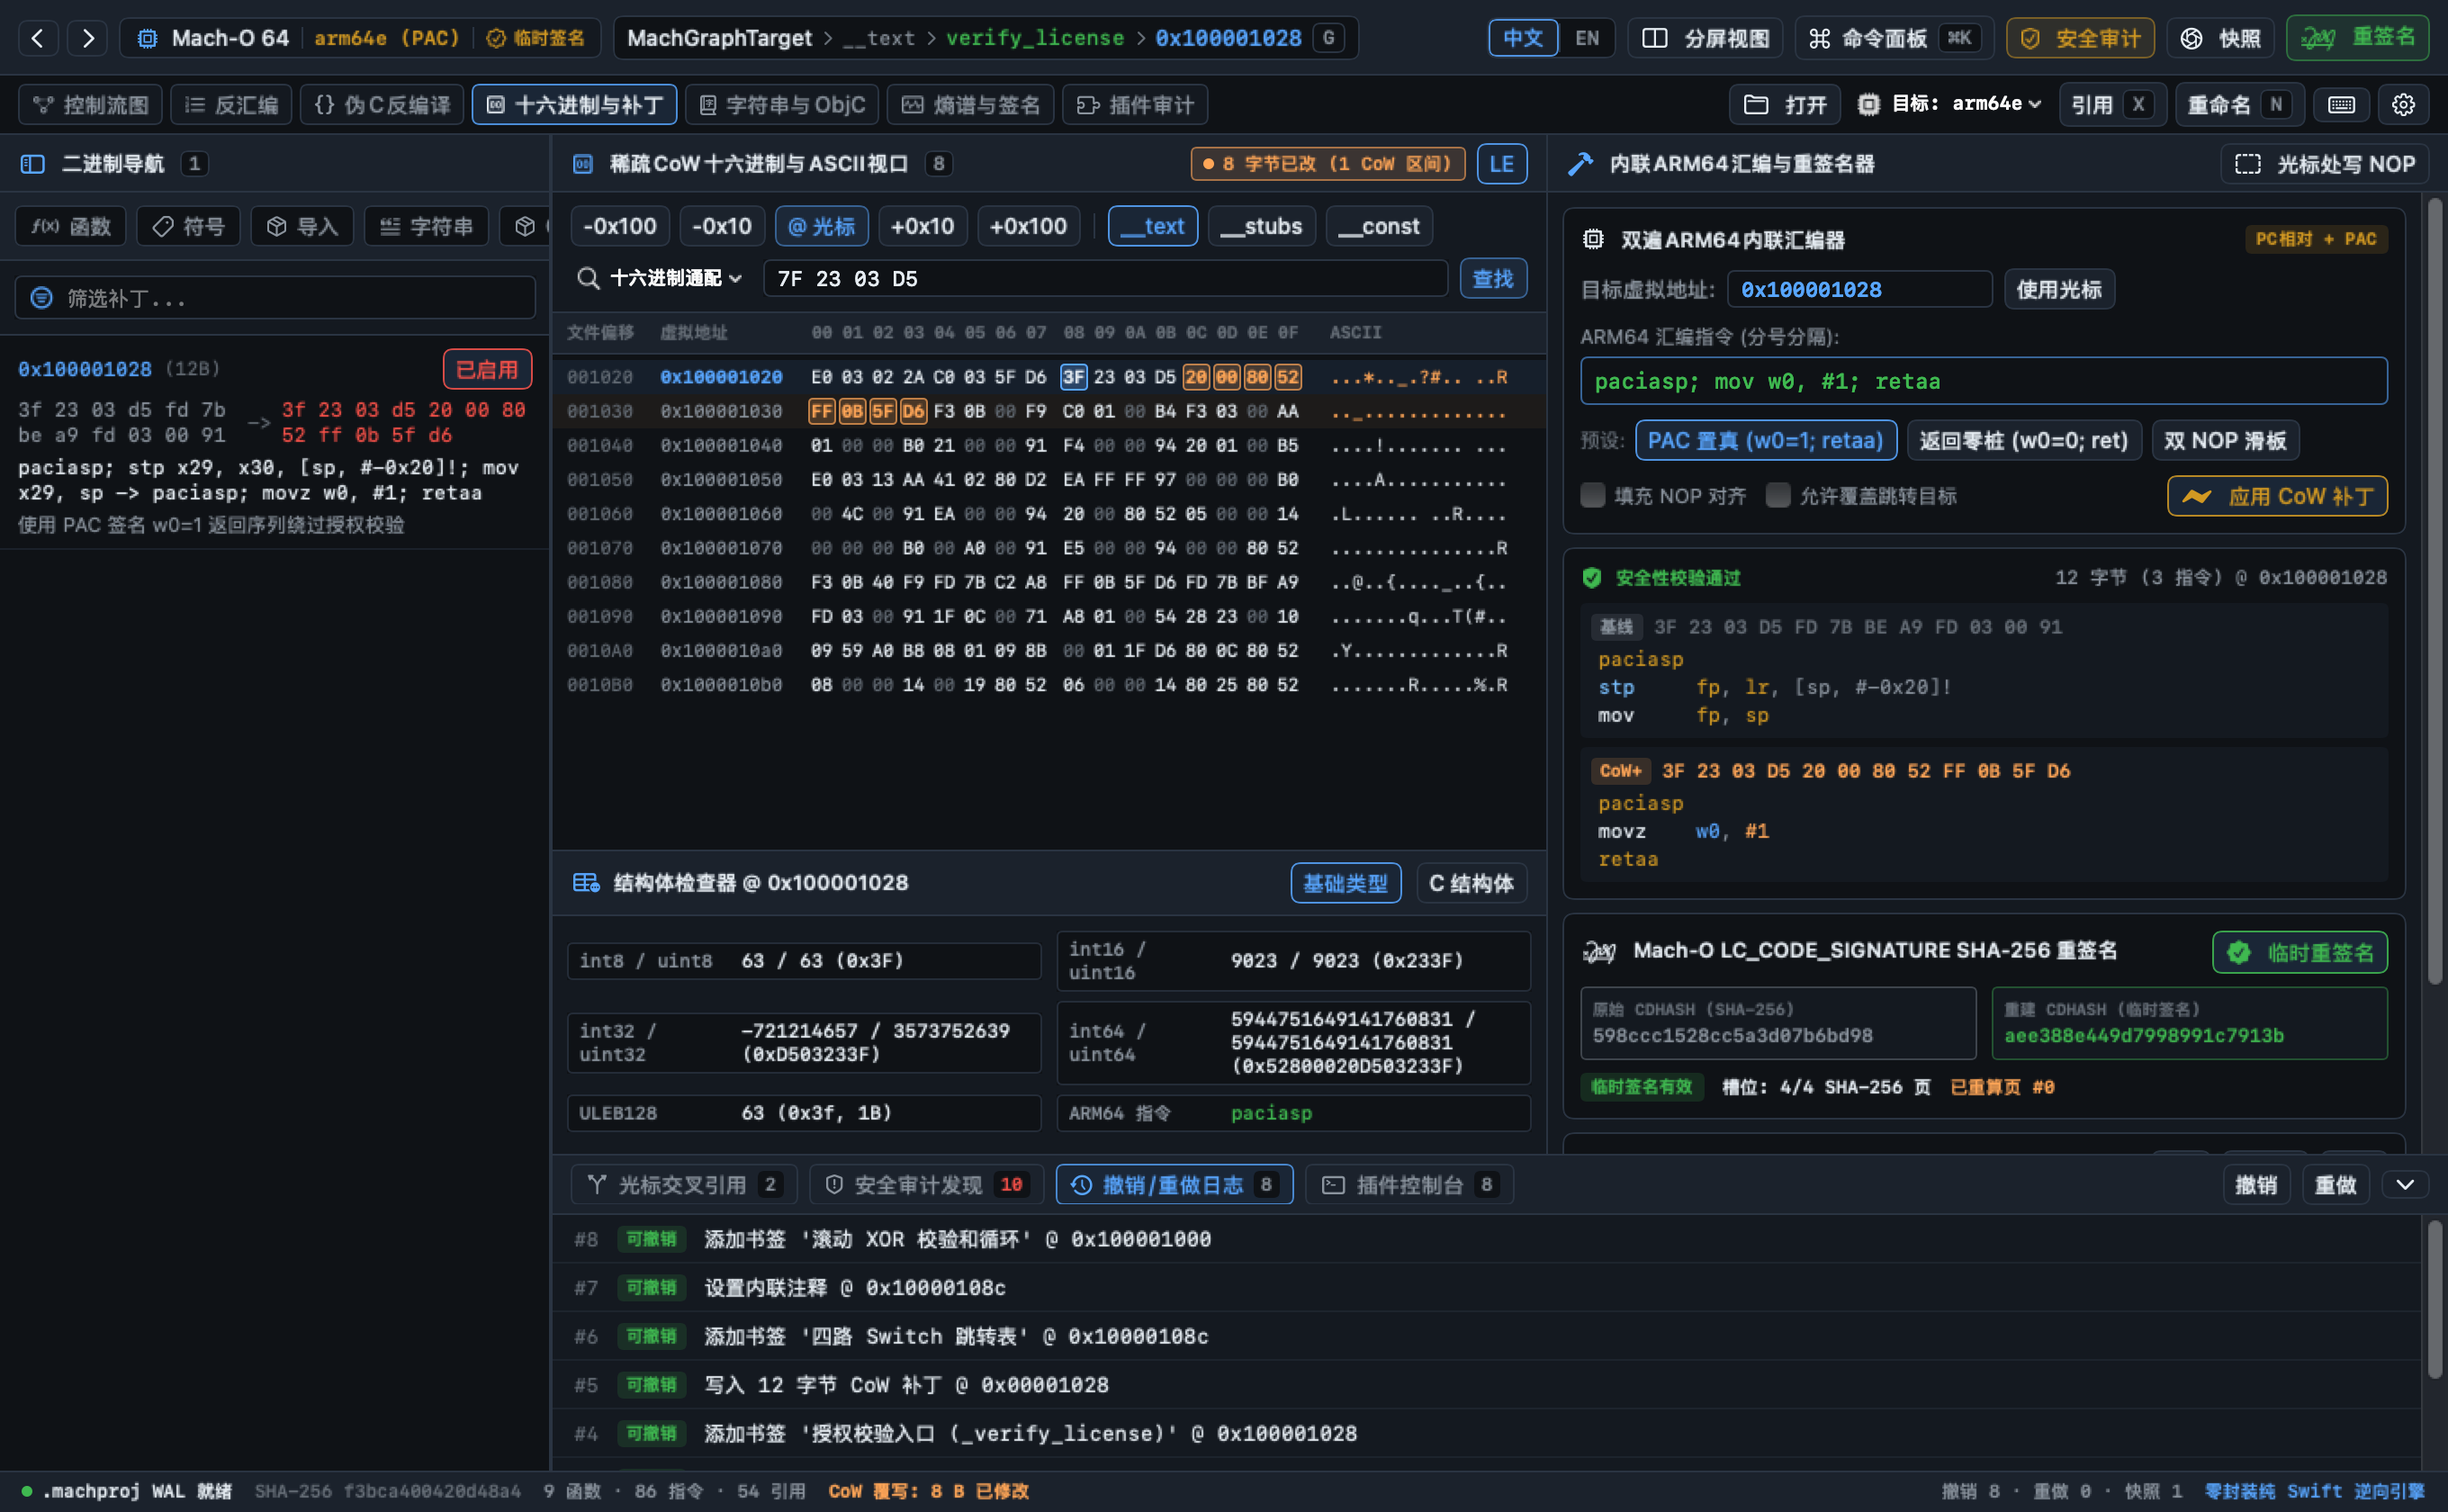 Mach-O 64 arm64e (PAC) 临时签名 MachGraphTarget > __text > verify_license > 0x100001028 G 中文 EN 分屏视图 命令面板 ⌘K 安全审计 快照 重签名
控制流图 反汇编 {} 伪C反编译 十六进制与补丁 字符串与ObjC 熵谱与签名 插件审计 打开 目标: arm64e 引用 X 重命名 N
二进制导航 1
f(x) 函数 符号 导入 字符串
筛选补丁...
0x100001028 (12B) 已启用
3f 23 03 d5 fd 7b be a9 fd 03 00 91 -> 3f 23 03 d5 20 00 80 52 ff 0b 5f d6
paciasp; stp x29, x30, [sp, #-0x20]!; mov
x29, sp -> paciasp; movz w0, #1; retaa
使用 PAC 签名 w0=1 返回序列绕过授权校验
稀疏CoW十六进制与ASCII视口 8 8 字节已改 (1 CoW 区间) LE
-0x100 -0x10 @ 光标 +0x10 +0x100 __text __stubs __const
十六进制通配 7F 23 03 D5 查找
文件偏移 虚拟地址 00 01 02 03 04 05 06 07 08 09 0A 0B 0C 0D 0E 0F ASCII
001020 0x100001020 E0 03 02 2A C0 03 5F D6 3F 23 03 D5 20 00 80 52 ...*.._.?#.. ..R
001030 0x100001030 FF 0B 5F D6 F3 0B 00 F9 C0 01 00 B4 F3 03 00 AA .._.............
001040 0x100001040 01 00 00 B0 21 00 00 91 F4 00 00 94 20 01 00 B5 ....!....... ...
001050 0x100001050 E0 03 13 AA 41 02 80 D2 EA FF FF 97 00 00 00 B0 ....A...........
001060 0x100001060 00 4C 00 91 EA 00 00 94 20 00 80 52 05 00 00 14 .L...... ..R....
001070 0x100001070 00 00 00 B0 00 A0 00 91 E5 00 00 94 00 00 80 52 ...............R
001080 0x100001080 F3 0B 40 F9 FD 7B C2 A8 FF 0B 5F D6 FD 7B BF A9 ..@..{...._..{..
001090 0x100001090 FD 03 00 91 1F 0C 00 71 A8 01 00 54 28 23 00 10 .......q...T(#..
0010A0 0x1000010a0 09 59 A0 B8 08 01 09 8B 00 01 1F D6 80 0C 80 52 .Y.............R
0010B0 0x1000010b0 08 00 00 14 00 19 80 52 06 00 00 14 80 25 80 52 .......R.....%.R
结构体检查器 @ 0x100001028 基础类型 C 结构体
int8 / uint8 63 / 63 (0x3F)
int16 / uint16 9023 / 9023 (0x233F)
int32 / uint32 -721214657 / 3573752639 (0xD503233F)
int64 / uint64 5944751649141760831 / 5944751649141760831 (0x52800020D503233F)
ULEB128 63 (0x3f, 1B)
ARM64 指令 paciasp
内联ARM64汇编与重签名器 光标处写 NOP
双遍ARM64内联汇编器 PC相对 + PAC
目标虚拟地址: 0x100001028 使用光标
ARM64 汇编指令 (分号分隔):
paciasp; mov w0, #1; retaa
预设: PAC 置真 (w0=1; retaa) 返回零桩 (w0=0; ret) 双 NOP 滑板
填充 NOP 对齐 允许覆盖跳转目标 应用 CoW 补丁
安全性校验通过 12 字节 (3 指令) @ 0x100001028
基线 3F 23 03 D5 FD 7B BE A9 FD 03 00 91
paciasp
stp fp, lr, [sp, #-0x20]!
mov fp, sp
CoW+ 3F 23 03 D5 20 00 80 52 FF 0B 5F D6
paciasp
movz w0, #1
retaa
Mach-O LC_CODE_SIGNATURE SHA-256 重签名 临时重签名
原始 CDHASH (SHA-256)
598ccc1528cc5a3d07b6bd98
重建 CDHASH (临时签名)
aee388e449d7998991c7913b
临时签名有效 槽位: 4/4 SHA-256 页 已重算页 #0
光标交叉引用 2 安全审计发现 10 撤销/重做日志 8 插件控制台 8 撤销 重做
#8 可撤销 添加书签 '滚动 XOR 校验和循环' @ 0x100001000
#7 可撤销 设置内联注释 @ 0x10000108c
#6 可撤销 添加书签 '四路 Switch 跳转表' @ 0x10000108c
#5 可撤销 写入 12 字节 CoW 补丁 @ 0x00001028
#4 可撤销 添加书签 '授权校验入口 (_verify_license)' @ 0x100001028
.machproj WAL 就绪 SHA-256 f3bca400420d48a4 9 函数 · 86 指令 · 54 引用 CoW 覆写: 8 B 已修改 撤销 8 · 重做 0 · 快照 1 零封装纯 Swift 逆向引擎